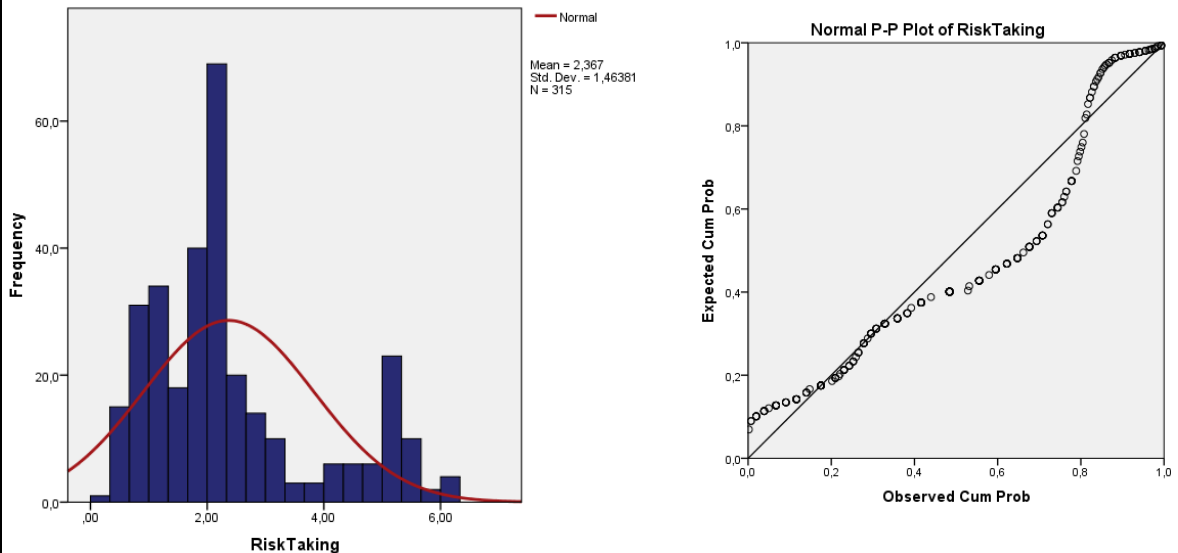 Normal
Mean = 2,367
Std. Dev. = 1,46381
N = 315
60,0
40,0
20,0
0,0
Frequency
,00
2,00
4,00
6,00
RiskTaking
Normal P-P Plot of RiskTaking
1,0
0,8
0,6
0,4
0,2
0,0
Expected Cum Prob
0,0
0,2
0,4
0,6
0,8
1,0
Observed Cum Prob